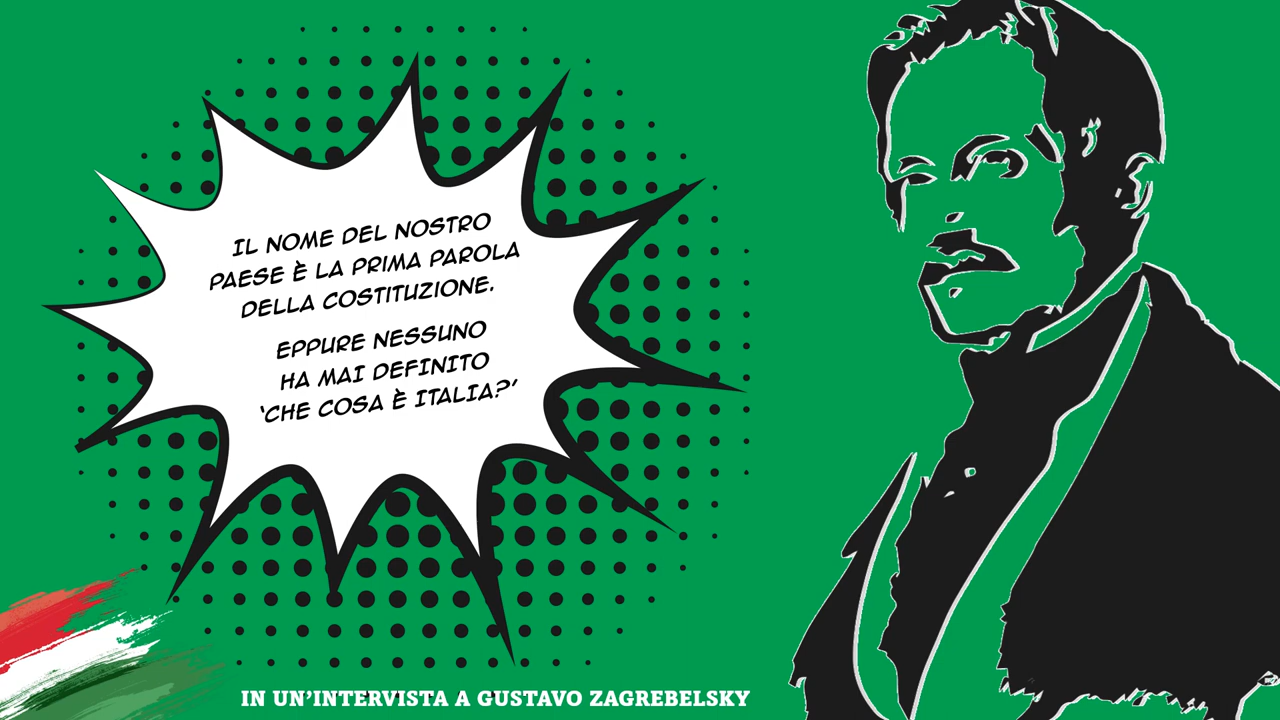 IL NOME DEL NOSTRO
PAESE È LA PRIMA PAROLA
DELLA COSTITUZIONE.
EPPURE NESSUNO
HA MAI DEFINITO
‘CHE COSA È ITALIA?’
IN UN’INTERVISTA A GUSTAVO ZAGREBELSKY